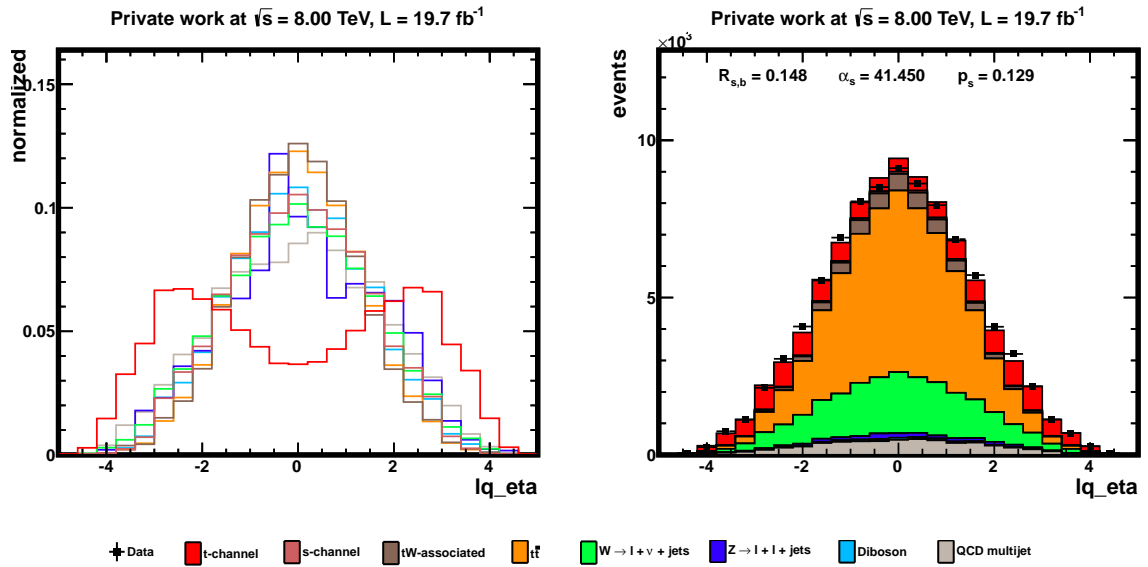 Private work at √s = 8.00 TeV, L = 19.7 fb⁻¹
normalized
0.15
0.1
0.05
0
-4 -2 0 2 4
lq_eta
Private work at √s = 8.00 TeV, L = 19.7 fb⁻¹
×10³
events
R_s,b = 0.148 α_s = 41.450 p_s = 0.129
10
5
0
-4 -2 0 2 4
lq_eta
Data t-channel s-channel tW-associated tt̄ W → l + ν + jets Z → l + l + jets Diboson QCD multijet